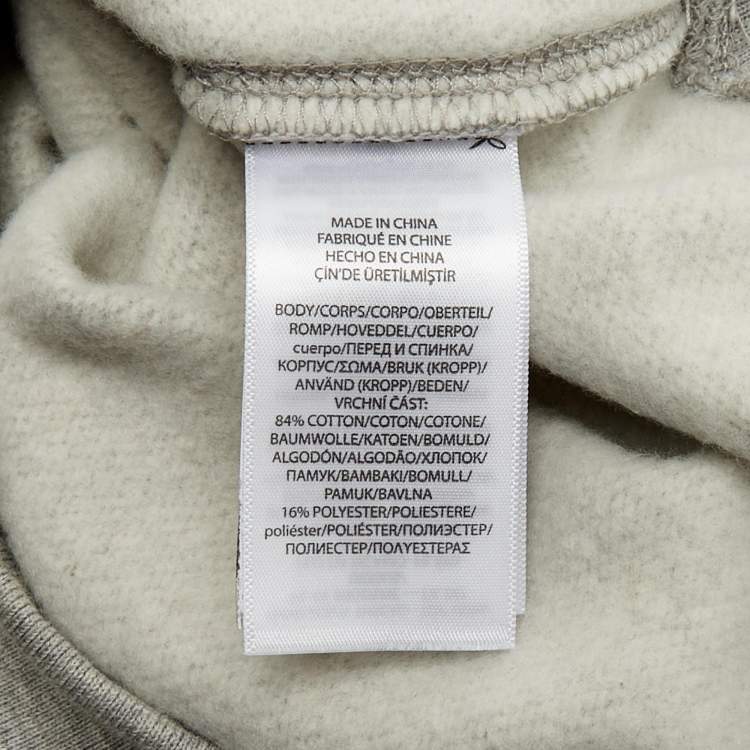 MADE IN CHINA
FABRIQUÉ EN CHINE
HECHO EN CHINA
ÇİN'DE ÜRETİLMİŞTİR
BODY/CORPS/CORPO/OBERTEIL/
ROMP/HOVEDDEL/CUERPO/
cuerpo/ПЕРЕД И СПИНКА/
КОРПУС/ΣΩΜΑ/BRUK (KROPP)/
ANVÄND (KROPP)/BEDEN/
VRCHNÍ ČÁST:
84% COTTON/COTON/COTONE/
BAUMWOLLE/KATOEN/BOMULD/
ALGODÓN/ALGODÃO/ХЛОПОК/
ПАМУК/BAMBAKI/BOMULL/
PAMUK/BAVLNA
16% POLYESTER/POLIESTERE/
poliéster/POLIÉSTER/ПОЛИЭСТЕР/
ПОЛИЕСТЕР/ΠΟΛΥΕΣΤΕΡΑΣ